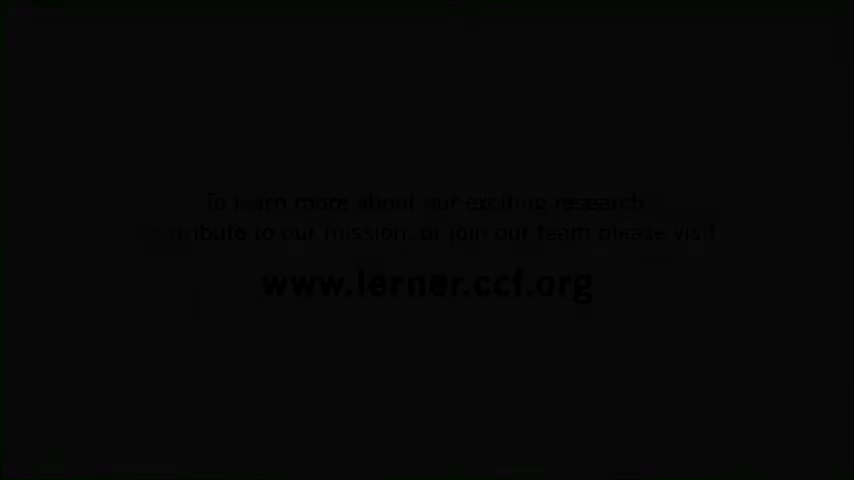 To learn more about our exciting research,
contribute to our mission, or join our team please visit
www.lerner.ccf.org